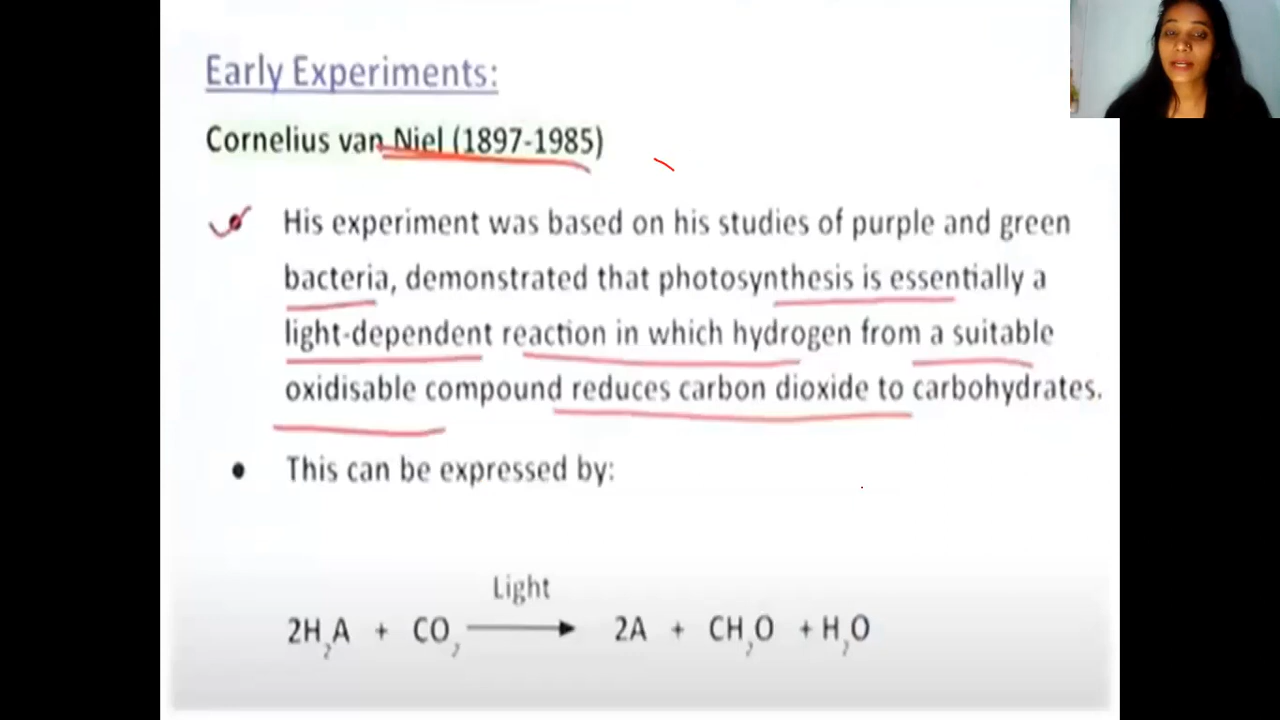 Early Experiments:
Cornelius van Niel (1897-1985)
His experiment was based on his studies of purple and green
bacteria, demonstrated that photosynthesis is essentially a
light-dependent reaction in which hydrogen from a suitable
oxidisable compound reduces carbon dioxide to carbohydrates.
• This can be expressed by:
Light
2H₂A + CO₂ ⟶ 2A + CH₂O + H₂O